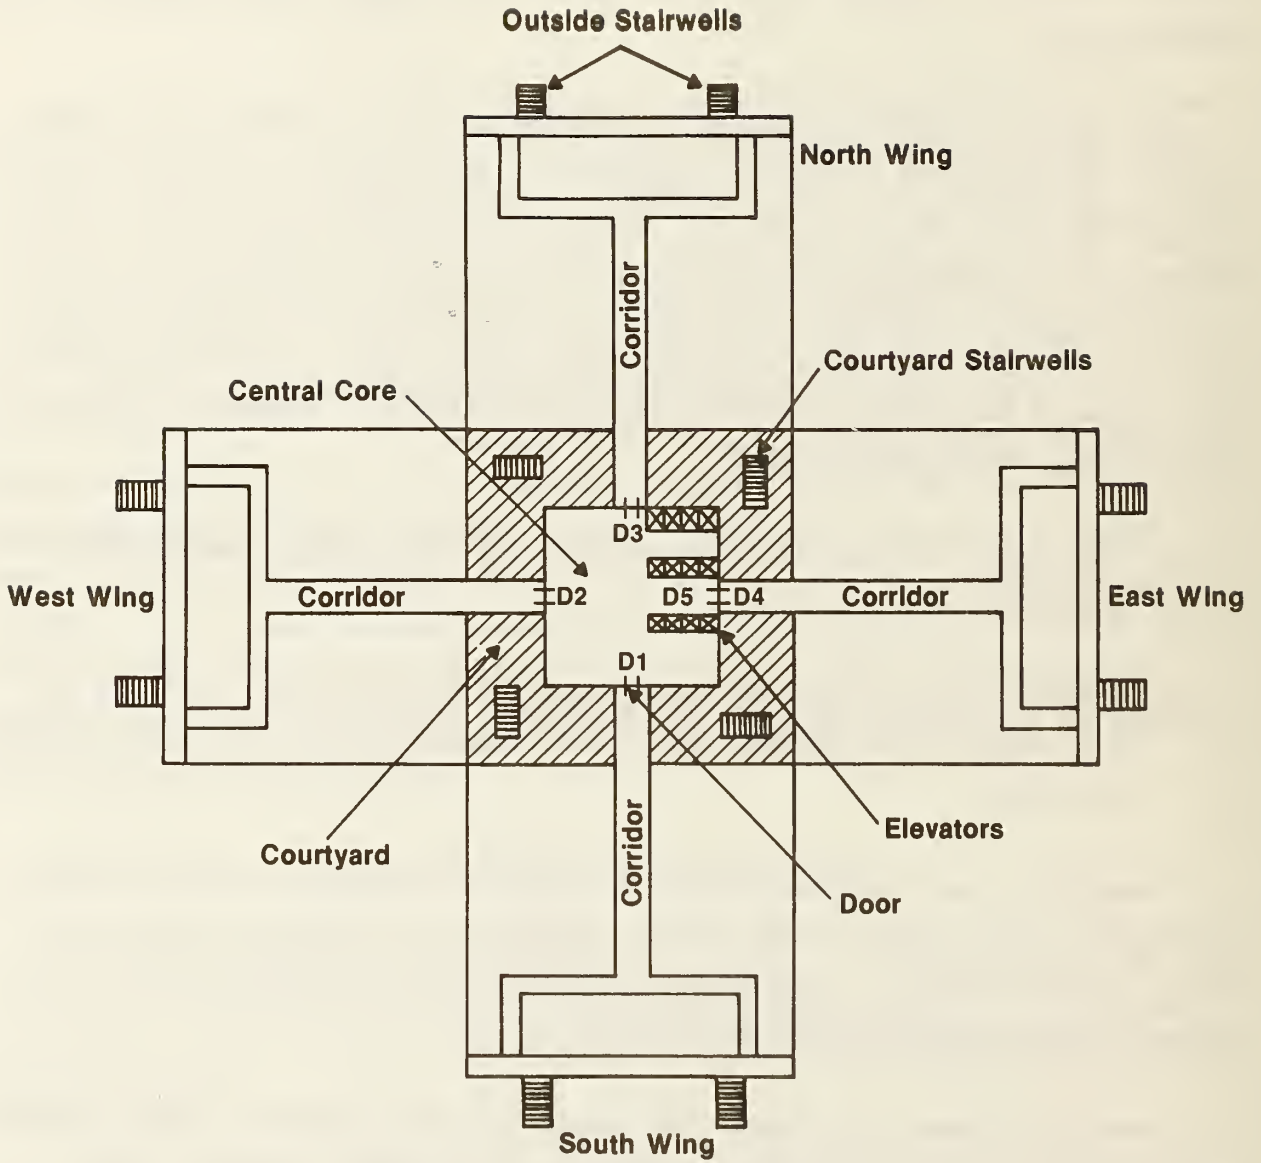 Outside Stairwells
North Wing
Corridor
Courtyard Stairwells
Central Core
D3
West Wing
Corridor
D2
D5
D4
Corridor
East Wing
D1
Corridor
Elevators
Courtyard
Door
South Wing